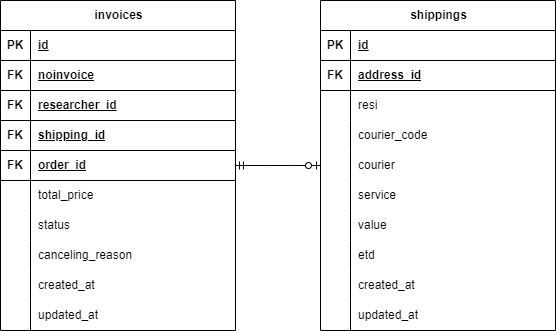 invoices
PK id
FK noinvoice
FK researcher_id
FK shipping_id
FK order_id
total_price
status
canceling_reason
created_at
updated_at
shippings
PK id
FK address_id
resi
courier_code
courier
service
value
etd
created_at
updated_at